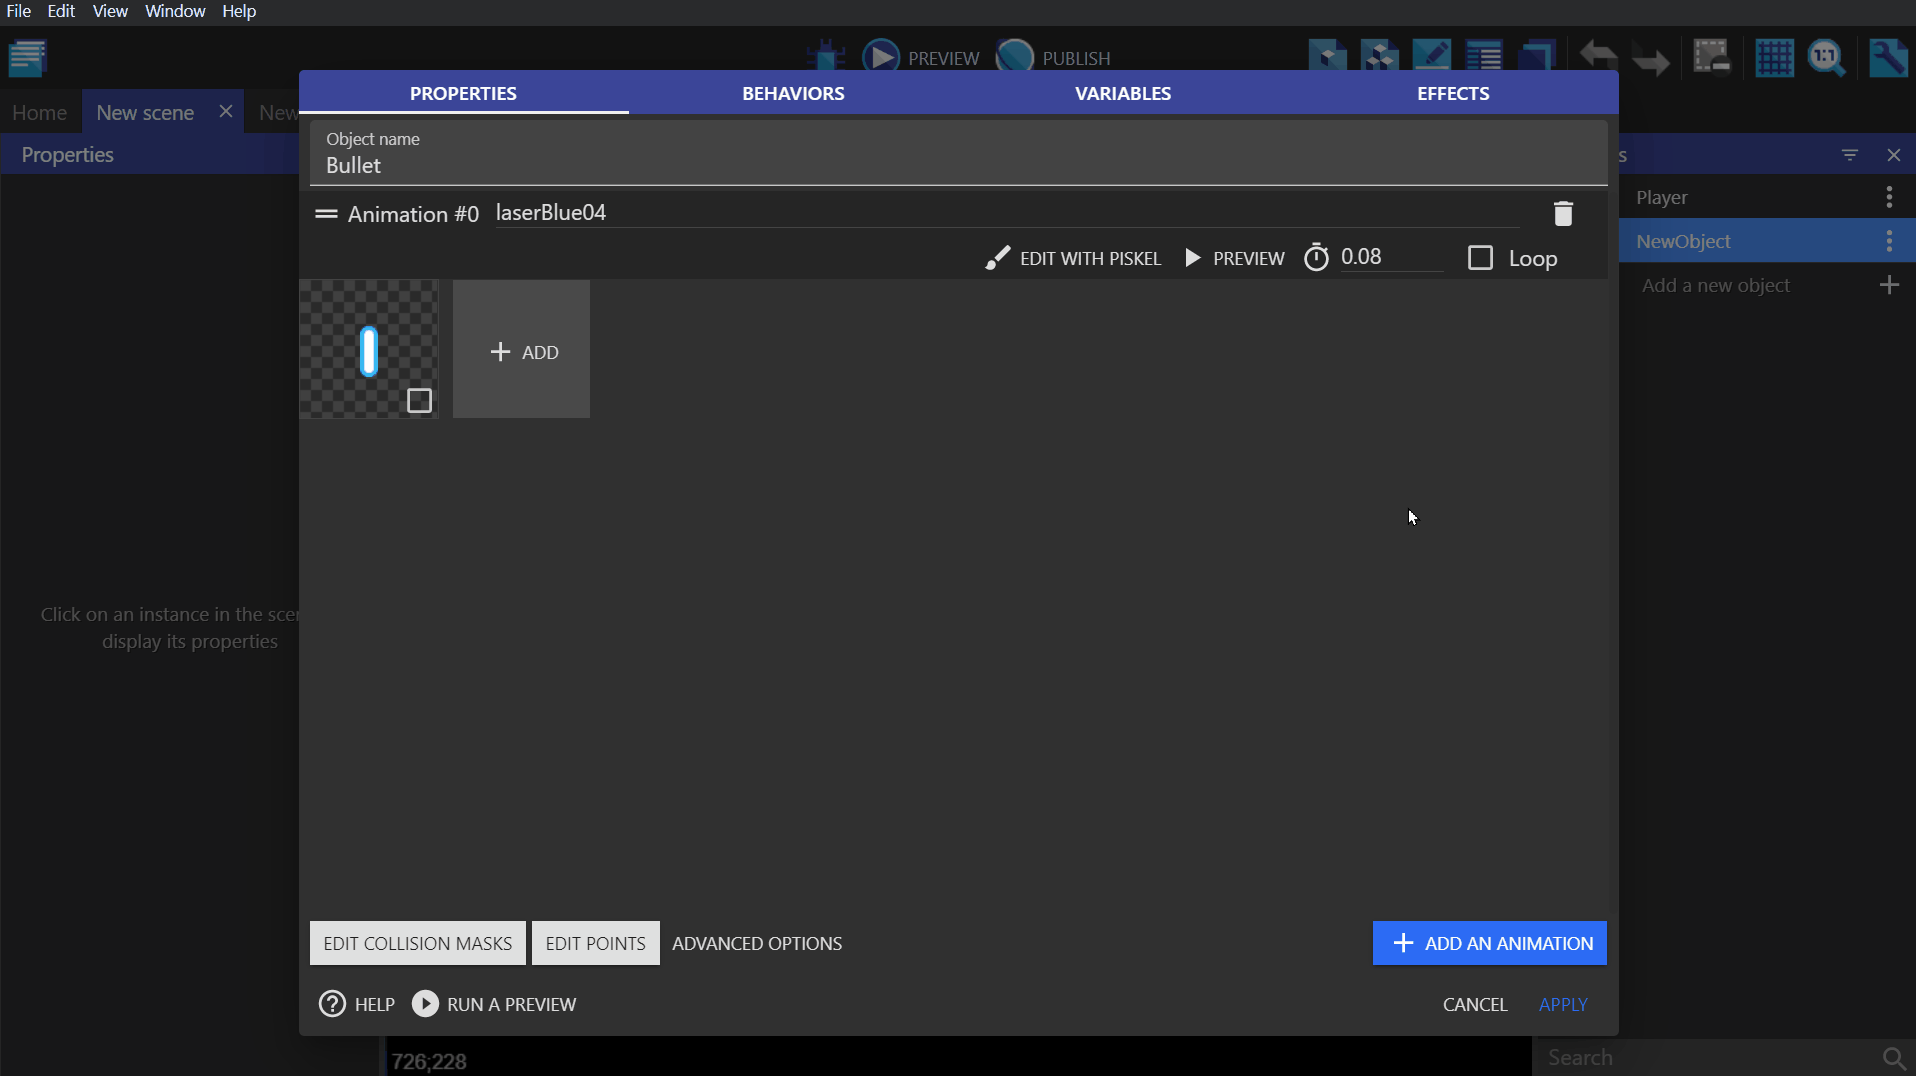 File Edit View Window Help
PREVIEW PUBLISH
1:1
Home New scene New
PROPERTIES BEHAVIORS VARIABLES EFFECTS
Properties
s
Object name
Bullet
Player
Animation #0 laserBlue04
NewObject
EDIT WITH PISKEL PREVIEW 0.08 Loop
Add a new object
ADD
Click on an instance in the scen
display its properties
EDIT COLLISION MASKS EDIT POINTS ADVANCED OPTIONS ADD AN ANIMATION
HELP RUN A PREVIEW CANCEL APPLY
726;228
Search